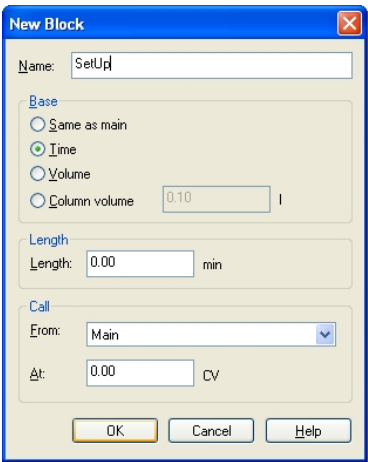 New Block
Name: SetUp
Base
Same as main
Time
Volume
Column volume 0.10 l
Length
Length: 0.00 min
Call
From: Main
At: 0.00 CV
OK Cancel Help